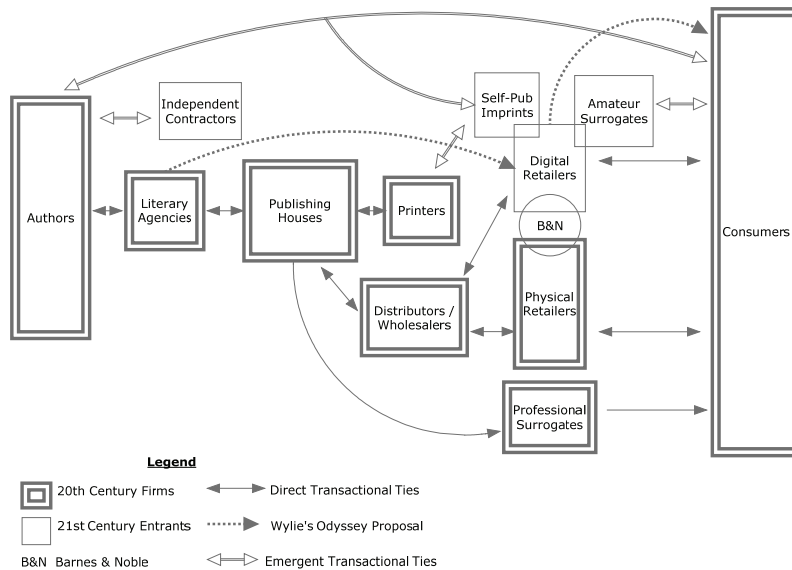 Independent
Contractors
Self-Pub
Imprints
Amateur
Surrogates
Digital
Retailers
Authors
Literary
Agencies
Publishing
Houses
Printers
B&N
Consumers
Distributors /
Wholesalers
Physical
Retailers
Professional
Surrogates
Legend
20th Century Firms
Direct Transactional Ties
21st Century Entrants
Wylie's Odyssey Proposal
B&N Barnes & Noble
Emergent Transactional Ties